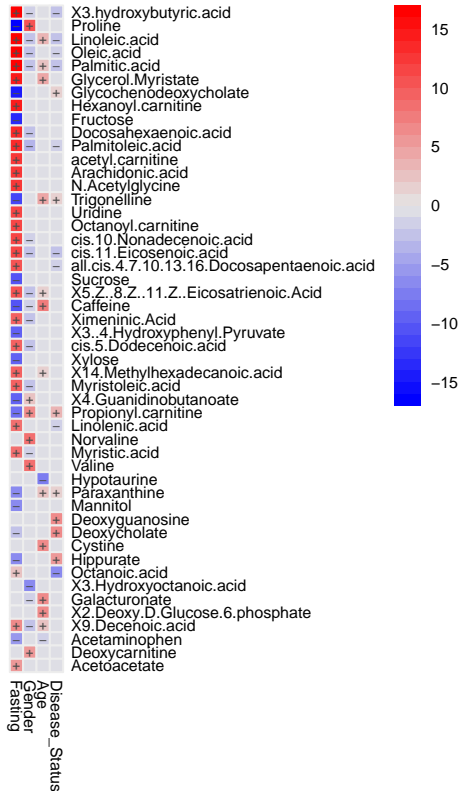 X3.hydroxybutyric.acid
Proline
Linoleic.acid
Oleic.acid
Palmitic.acid
Glycerol.Myristate
Glycochenodeoxycholate
Hexanoyl.carnitine
Fructose
Docosahexaenoic.acid
Palmitoleic.acid
acetyl.carnitine
Arachidonic.acid
N.Acetylglycine
Trigonelline
Uridine
Octanoyl.carnitine
cis.10.Nonadecenoic.acid
cis.11.Eicosenoic.acid
all.cis.4.7.10.13.16.Docosapentaenoic.acid
Sucrose
X5.Z..8.Z..11.Z..Eicosatrienoic.Acid
Caffeine
Ximeninic.Acid
X3..4.Hydroxyphenyl.Pyruvate
cis.5.Dodecenoic.acid
Xylose
X14.Methylhexadecanoic.acid
Myristoleic.acid
X4.Guanidinobutanoate
Propionyl.carnitine
Linolenic.acid
Norvaline
Myristic.acid
Valine
Hypotaurine
Paraxanthine
Mannitol
Deoxyguanosine
Deoxycholate
Cystine
Hippurate
Octanoic.acid
X3.Hydroxyoctanoic.acid
Galacturonate
X2.Deoxy.D.Glucose.6.phosphate
X9.Decenoic.acid
Acetaminophen
Deoxycarnitine
Acetoacetate
Fasting
Gender
Age
Disease_Status
15
10
5
0
−5
−10
−15